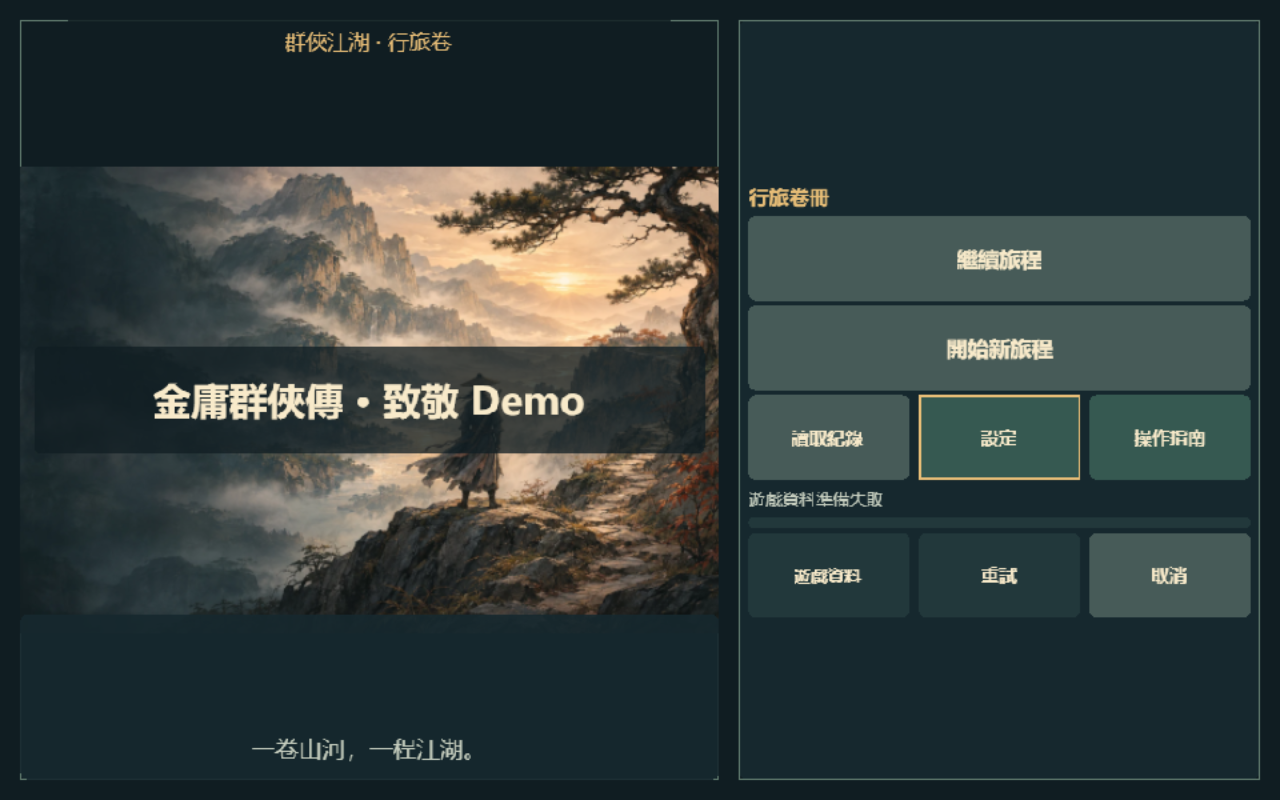 群俠江湖·行旅卷
金庸群俠傳·致敬 Demo
一卷山河，一程江湖。
行旅卷冊
繼續旅程
開始新旅程
讀取紀錄
設定
操作指南
遊戲資料準備失敗
遊戲資料
重試
取消